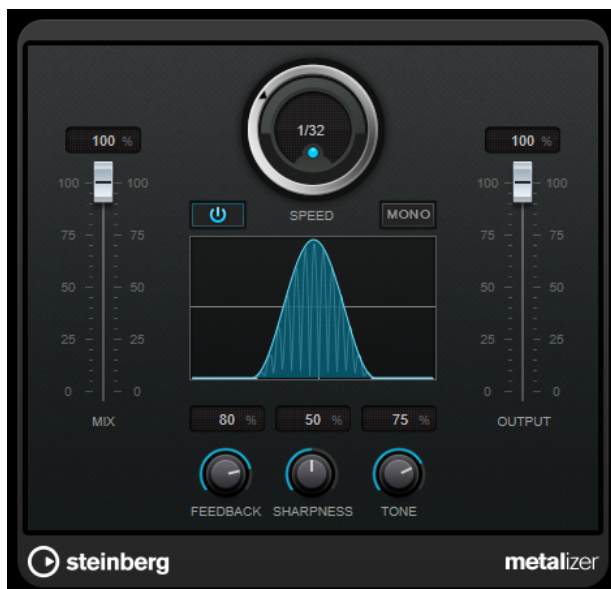 1/32
100 %
100 %
SPEED
MONO
100 100
75 75
50 50
25 25
0 0
MIX
100 100
75 75
50 50
25 25
0 0
OUTPUT
80 %
50 %
75 %
FEEDBACK
SHARPNESS
TONE
steinberg
metalizer